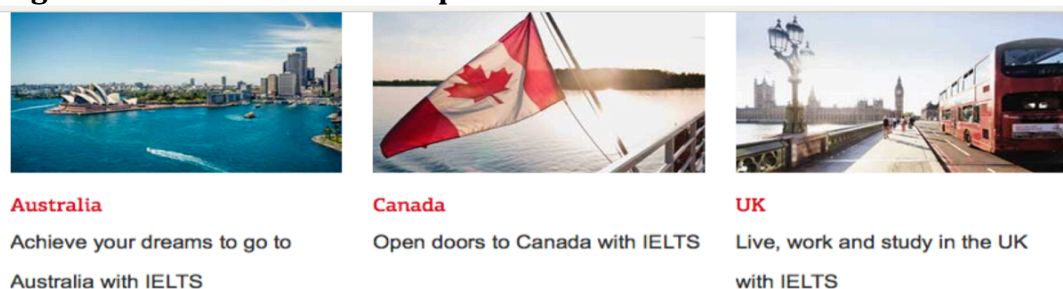 Australia
Achieve your dreams to go to
Australia with IELTS
Canada
Open doors to Canada with IELTS
UK
Live, work and study in the UK
with IELTS